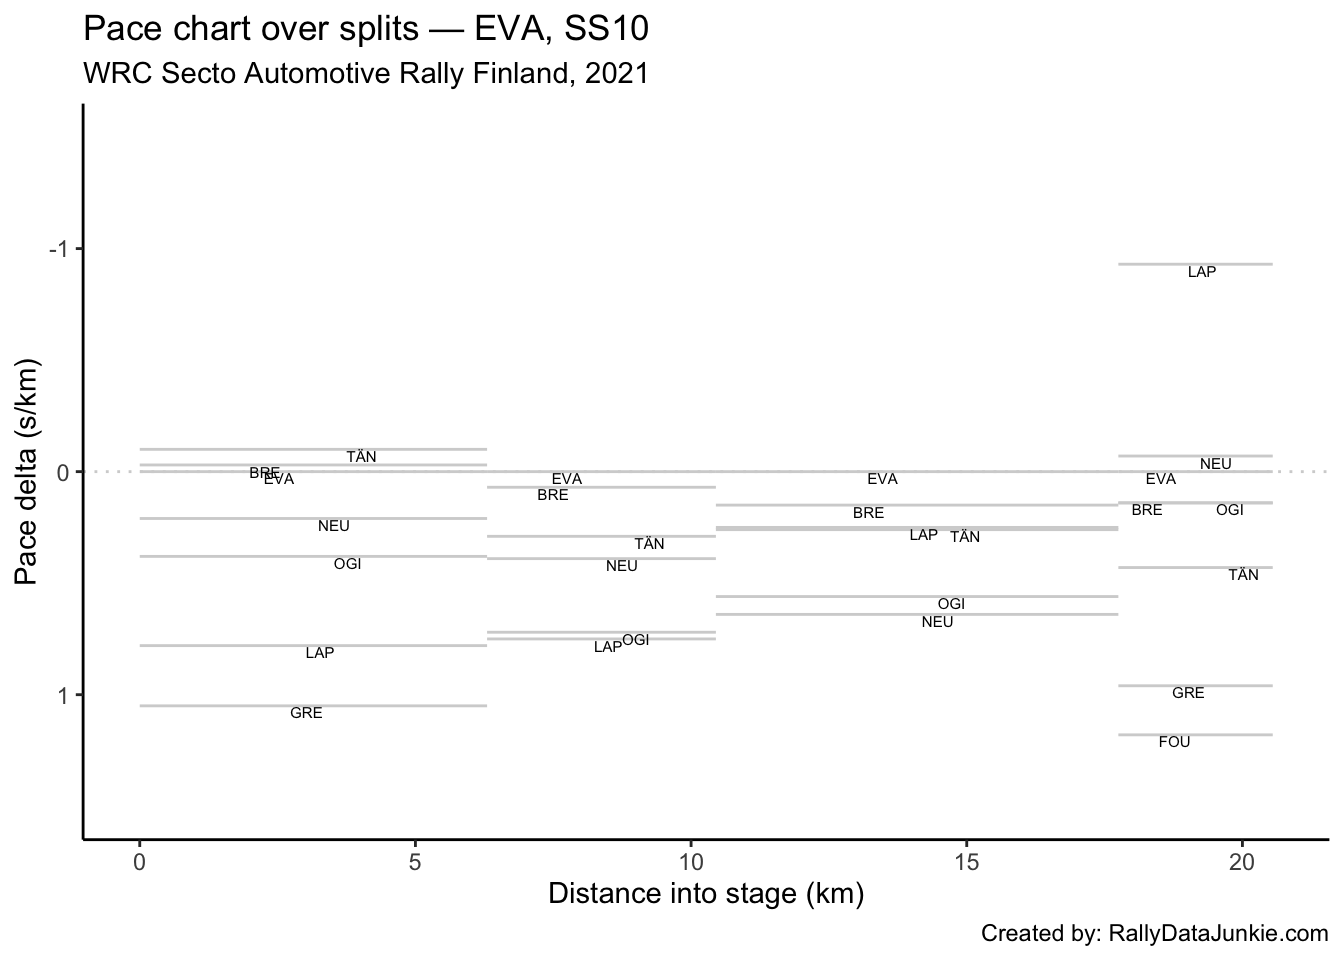 Pace chart over splits — EVA, SS10
WRC Secto Automotive Rally Finland, 2021
Pace delta (s/km)
-1
0
1
LAP
TÄN
BRE
EVA
NEU
OGI
LAP
GRE
EVA
BRE
TÄN
NEU
OGI
LAP
EVA
BRE
LAP
TÄN
OGI
NEU
NEU
EVA
BRE
OGI
TÄN
GRE
FOU
0 5 10 15 20
Distance into stage (km)
Created by: RallyDataJunkie.com